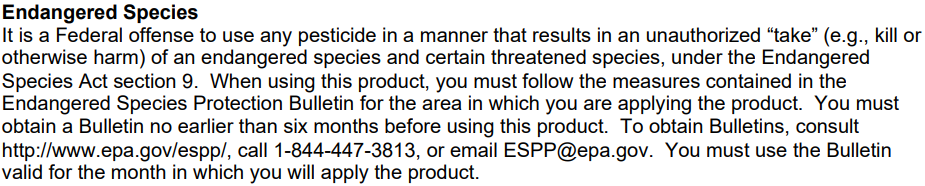 Endangered Species
It is a Federal offense to use any pesticide in a manner that results in an unauthorized “take” (e.g., kill or
otherwise harm) of an endangered species and certain threatened species, under the Endangered
Species Act section 9.  When using this product, you must follow the measures contained in the
Endangered Species Protection Bulletin for the area in which you are applying the product.  You must
obtain a Bulletin no earlier than six months before using this product.  To obtain Bulletins, consult
http://www.epa.gov/espp/, call 1-844-447-3813, or email ESPP@epa.gov.  You must use the Bulletin
valid for the month in which you will apply the product.